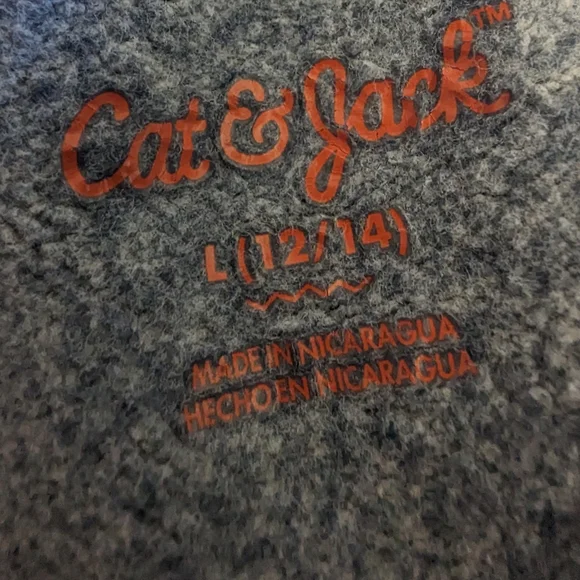 Cat & Jack™
L (12/14)
MADE IN NICARAGUA
HECHO EN NICARAGUA